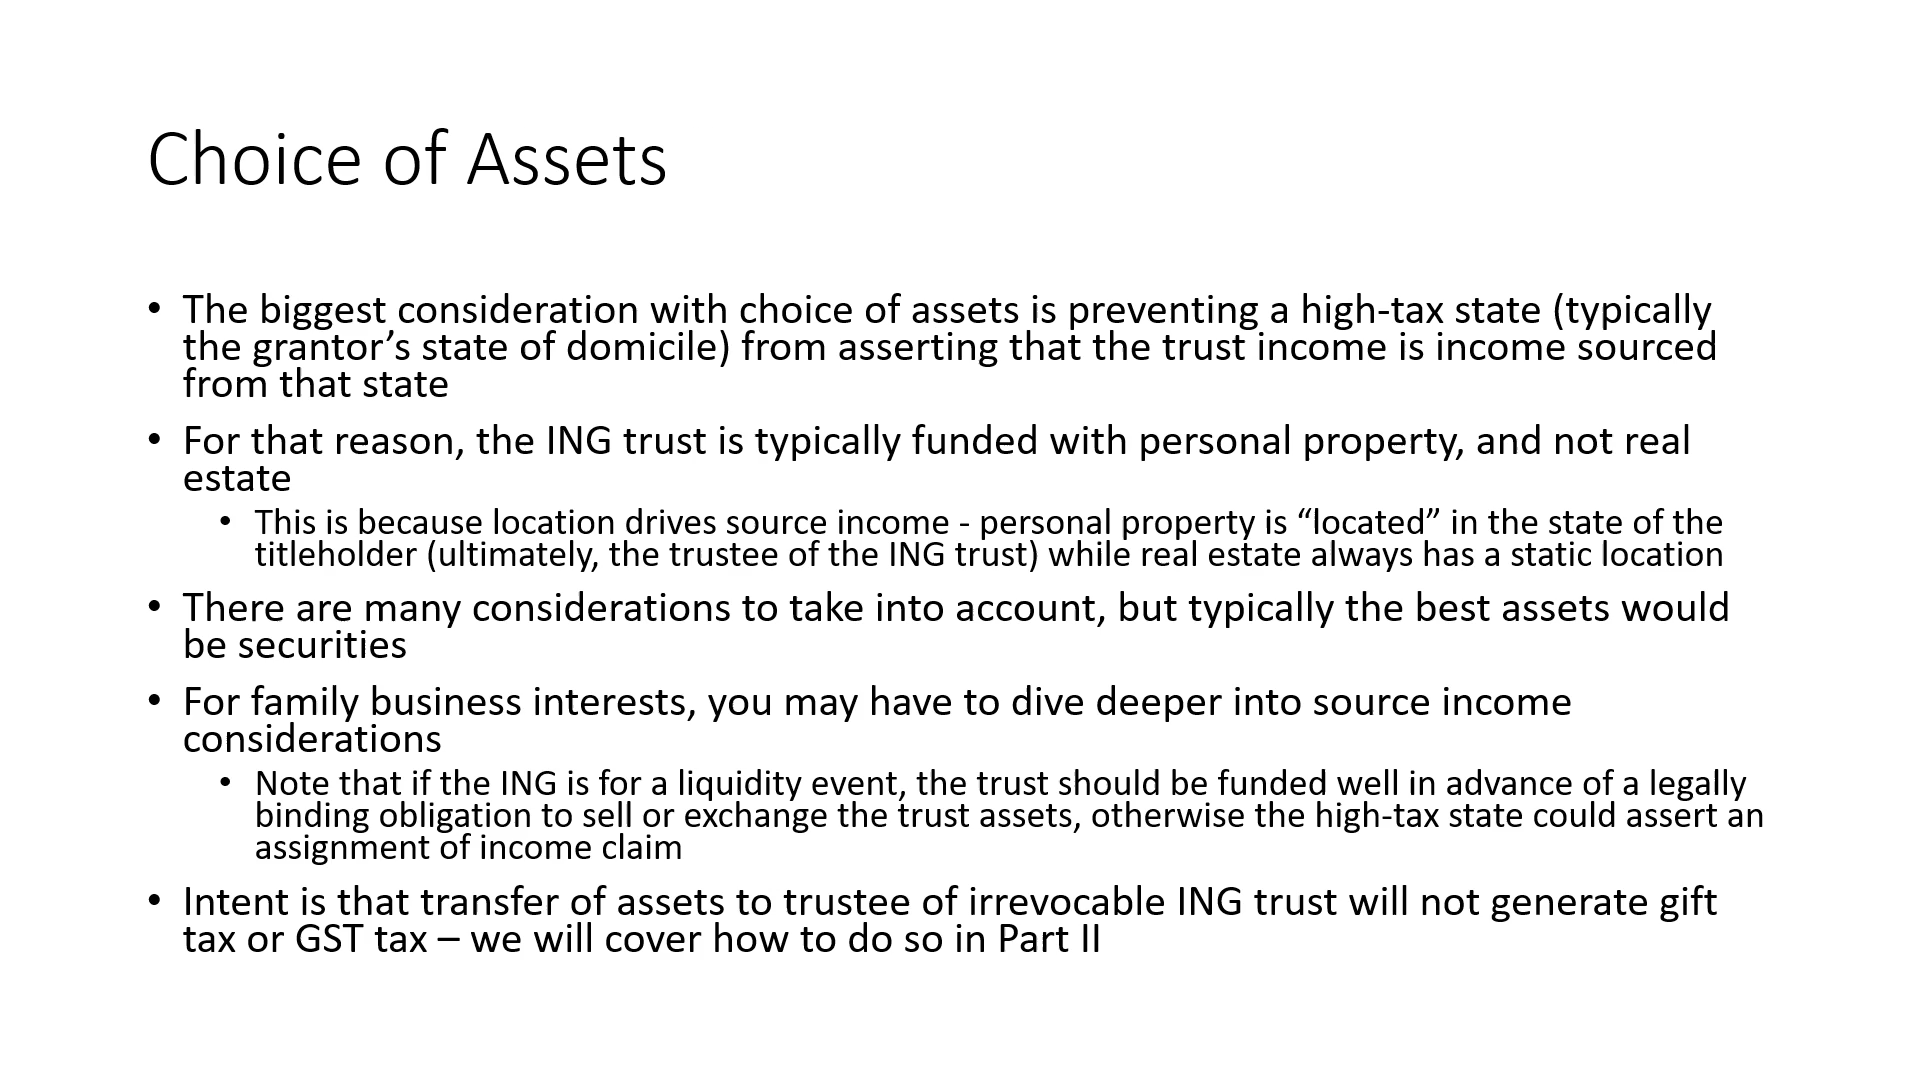 Choice of Assets
• The biggest consideration with choice of assets is preventing a high-tax state (typically
the grantor’s state of domicile) from asserting that the trust income is income sourced
from that state
• For that reason, the ING trust is typically funded with personal property, and not real
estate
• This is because location drives source income - personal property is “located” in the state of the
titleholder (ultimately, the trustee of the ING trust) while real estate always has a static location
• There are many considerations to take into account, but typically the best assets would
be securities
• For family business interests, you may have to dive deeper into source income
considerations
• Note that if the ING is for a liquidity event, the trust should be funded well in advance of a legally
binding obligation to sell or exchange the trust assets, otherwise the high-tax state could assert an
assignment of income claim
• Intent is that transfer of assets to trustee of irrevocable ING trust will not generate gift
tax or GST tax – we will cover how to do so in Part II